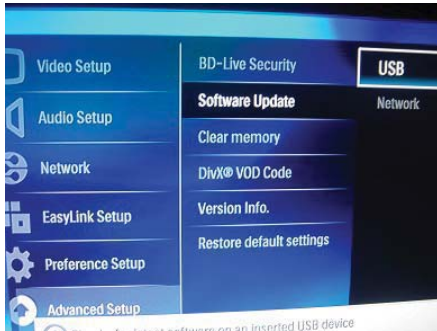 Video Setup
Audio Setup
Network
EasyLink Setup
Preference Setup
Advanced Setup
BD-Live Security
Software Update
Clear memory
DivX® VOD Code
Version Info.
Restore default settings
USB
Network
software on an inserted USB device